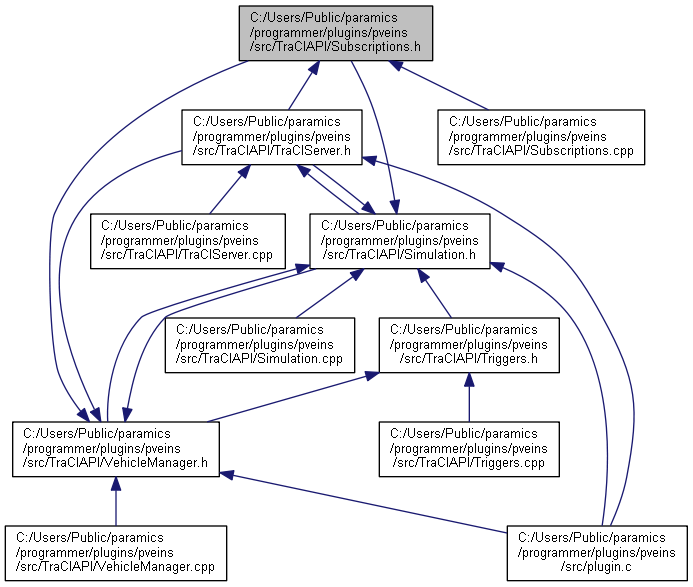 C:/Users/Public/paramics
/programmer/plugins/pveins
/src/TraCIAPI/Subscriptions.h
C:/Users/Public/paramics
/programmer/plugins/pveins
/src/TraCIAPI/TraCIServer.h
C:/Users/Public/paramics
/programmer/plugins/pveins
/src/TraCIAPI/Subscriptions.cpp
C:/Users/Public/paramics
/programmer/plugins/pveins
/src/TraCIAPI/TraCIServer.cpp
C:/Users/Public/paramics
/programmer/plugins/pveins
/src/TraCIAPI/Simulation.h
C:/Users/Public/paramics
/programmer/plugins/pveins
/src/TraCIAPI/Simulation.cpp
C:/Users/Public/paramics
/programmer/plugins/pveins
/src/TraCIAPI/Triggers.h
C:/Users/Public/paramics
/programmer/plugins/pveins
/src/TraCIAPI/VehicleManager.h
C:/Users/Public/paramics
/programmer/plugins/pveins
/src/TraCIAPI/Triggers.cpp
C:/Users/Public/paramics
/programmer/plugins/pveins
/src/TraCIAPI/VehicleManager.cpp
C:/Users/Public/paramics
/programmer/plugins/pveins
/src/plugin.c